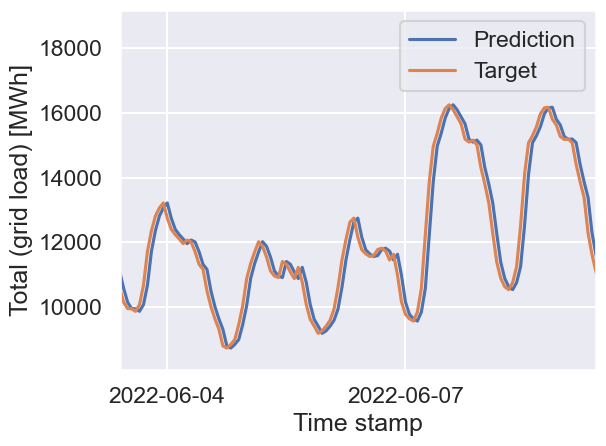 Prediction
Target
18000
16000
14000
12000
10000
Total (grid load) [MWh]
2022-06-04
2022-06-07
Time stamp